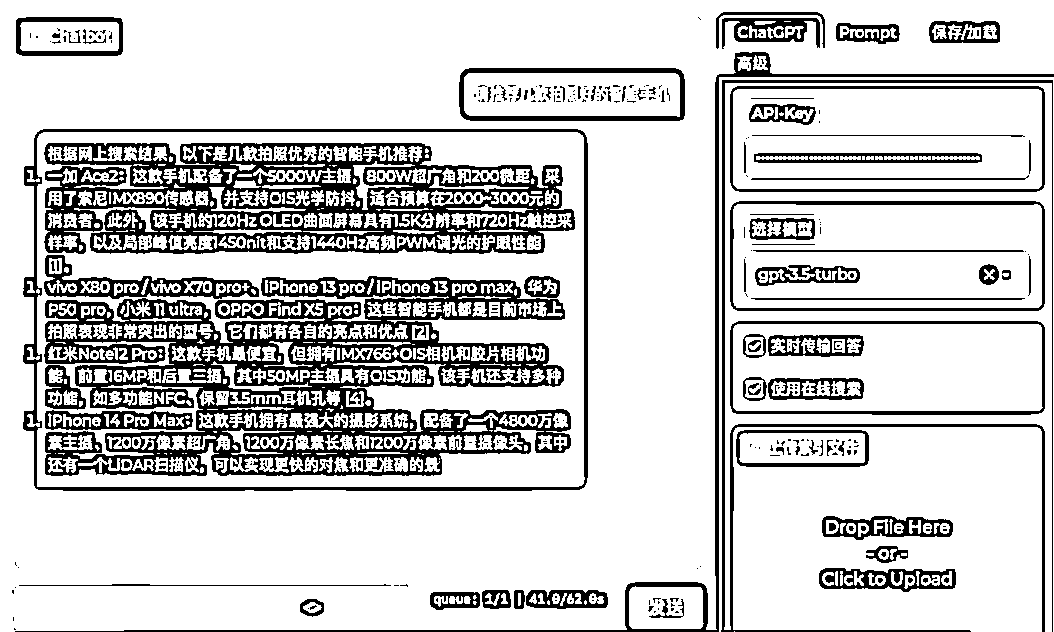 Chatbot
请推荐几款拍照好的智能手机
根据网上搜索结果，以下是几款拍照优秀的智能手机推荐：
1. 一加 Ace2：这款手机配备了一个5000W主摄，800W超广角和200微距，采
用了索尼IMX890传感器，并支持OIS光学防抖，适合预算在2000~3000元的
消费者。此外，该手机的120Hz OLED曲面屏幕具有1.5K分辨率和720Hz触控采
样率，以及局部峰值亮度1450nit和支持1440Hz高频PWM调光的护眼性能
[1]。
1. vivo X80 pro / vivo X70 pro+、iPhone 13 pro / iPhone 13 pro max，华为
P50 pro，小米 11 ultra，OPPO Find X5 pro：这些智能手机都是目前市场上
拍照表现非常突出的型号，它们都有各自的亮点和优点 [2]。
1. 红米Note12 Pro：这款手机最便宜，但拥有IMX766+OIS相机和胶片相机功
能，前置16MP和后置三摄，其中50MP主摄具有OIS功能，该手机还支持多种
功能，如多功能NFC、保留3.5mm耳机孔等 [4]。
1. iPhone 14 Pro Max：这款手机拥有最强大的摄影系统，配备了一个4800万像
素主摄、1200万像素超广角、1200万像素长焦和1200万像素前置摄像头，其中
还有一个LiDAR扫描仪，可以实现更快的对焦和更准确的景
queue: 1/1 | 41.0/62.0s
发送
ChatGPT
Prompt
保存/加载
高级
API-Key
选择模型
gpt-3.5-turbo
实时传输回答
使用在线搜索
上传索引文件
Drop File Here
- or -
Click to Upload